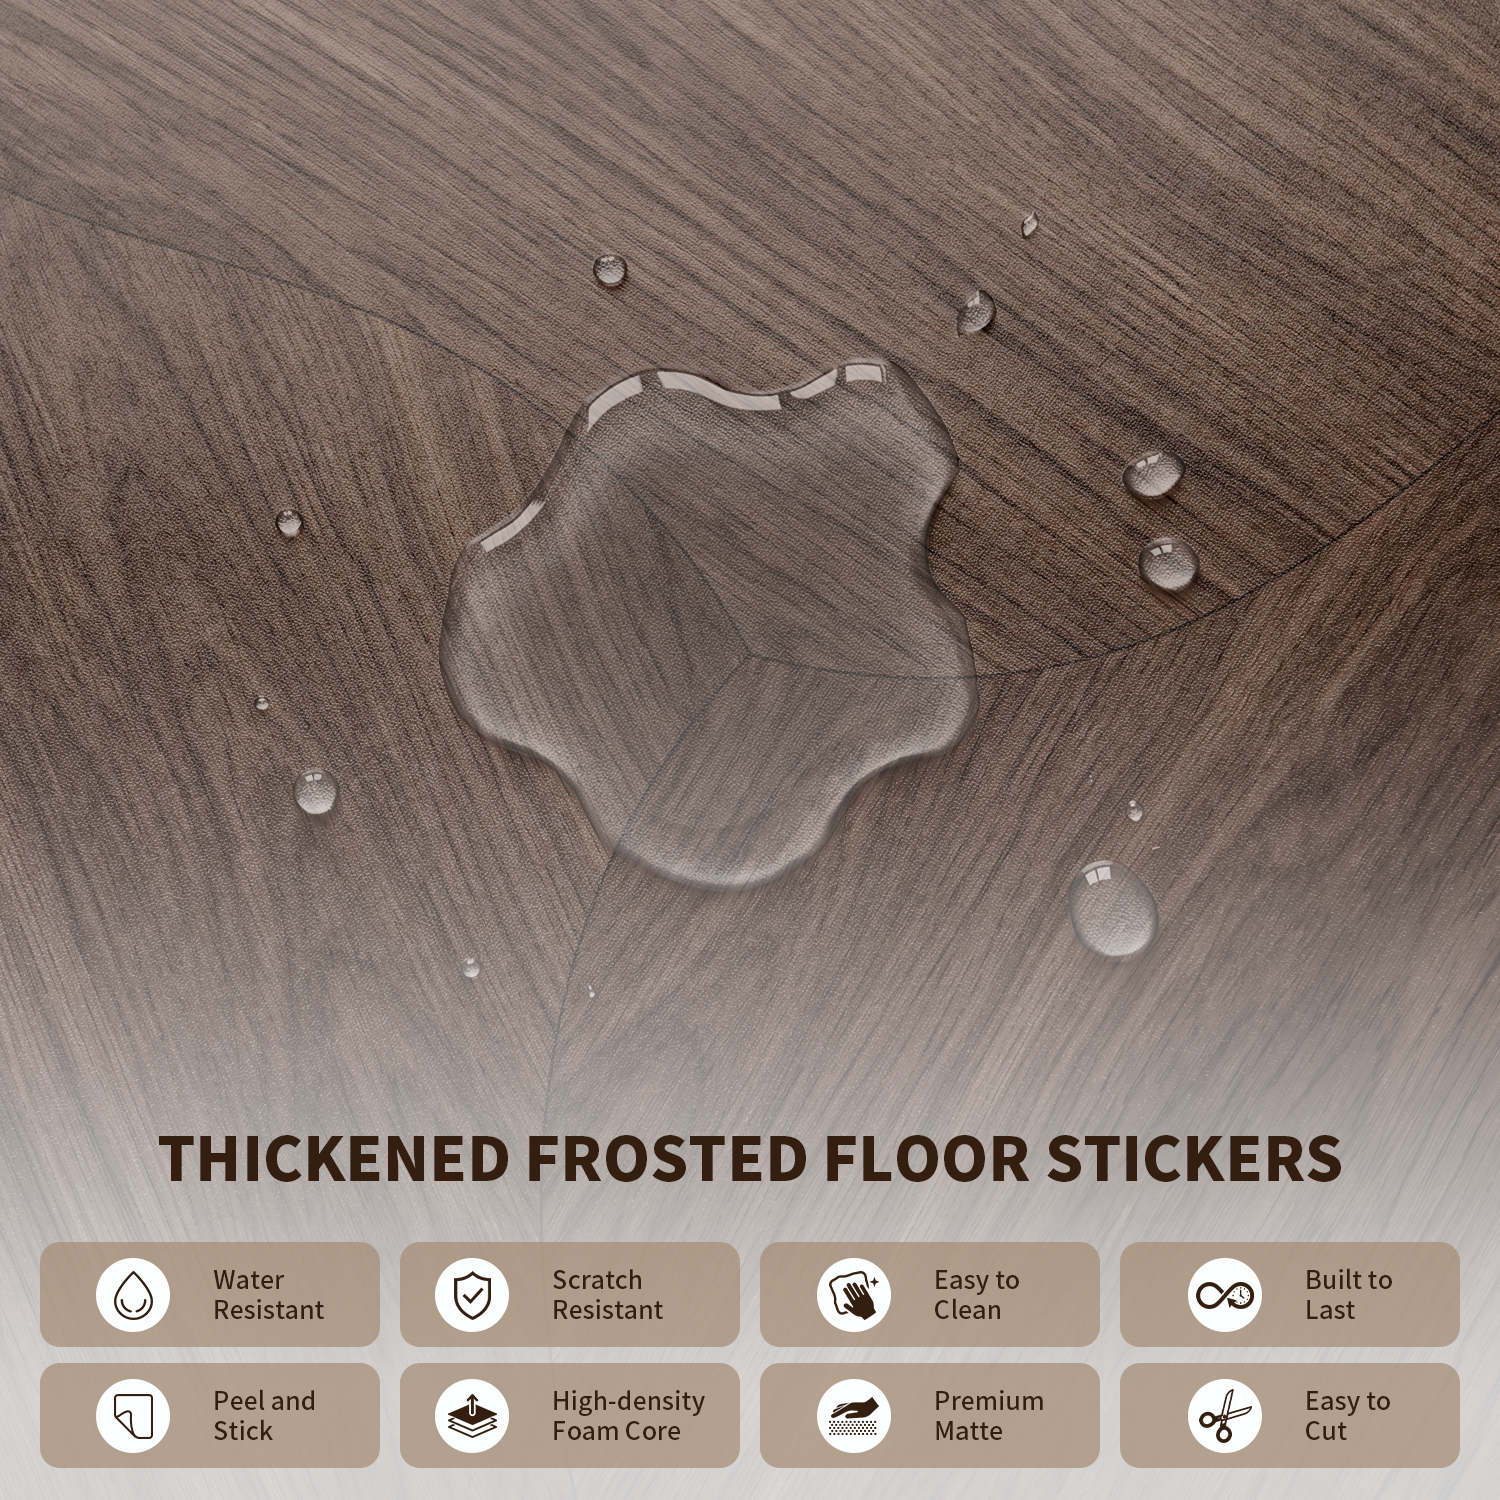 THICKENED FROSTED FLOOR STICKERS
Water
Resistant
Scratch
Resistant
Easy to
Clean
Built to
Last
Peel and
Stick
High-density
Foam Core
Premium
Matte
Easy to
Cut